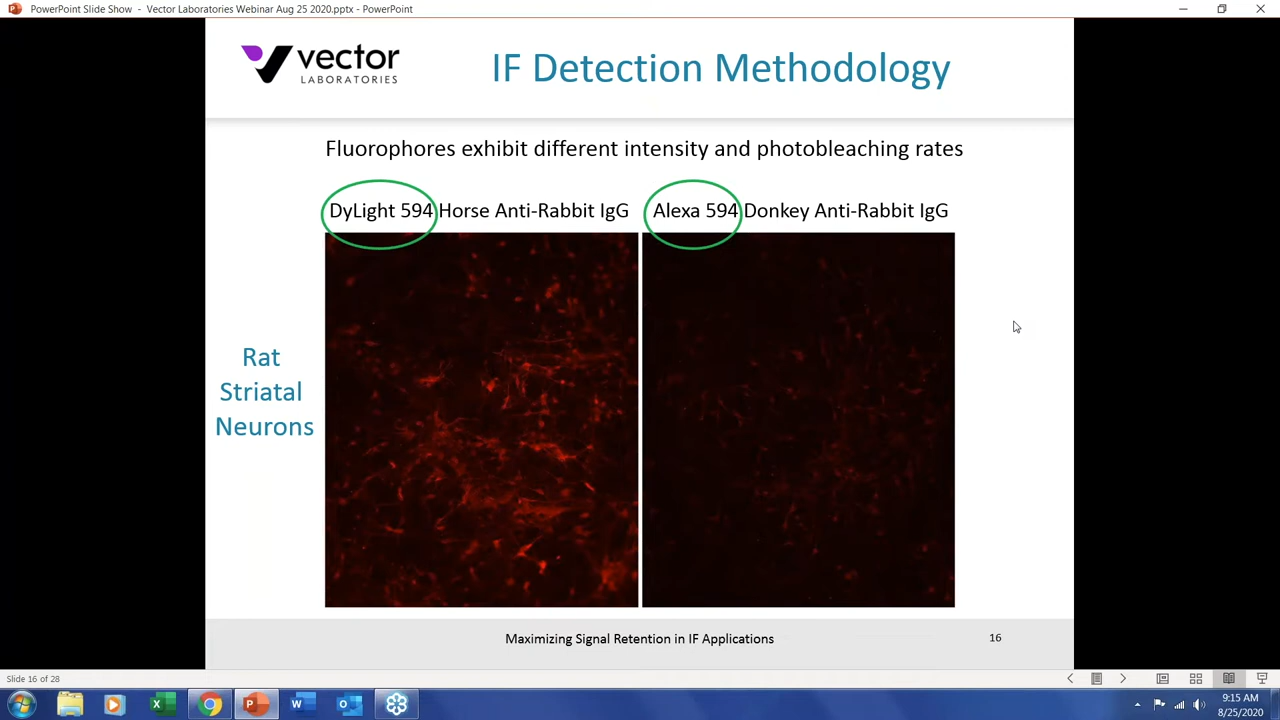 PowerPoint Slide Show - Vector Laboratories Webinar Aug 25 2020.pptx - PowerPoint
vector
LABORATORIES
IF Detection Methodology
Fluorophores exhibit different intensity and photobleaching rates
DyLight 594 Horse Anti-Rabbit IgG
Alexa 594 Donkey Anti-Rabbit IgG
Rat
Striatal
Neurons
Maximizing Signal Retention in IF Applications
16
Slide 16 of 28
9:15 AM
8/25/2020